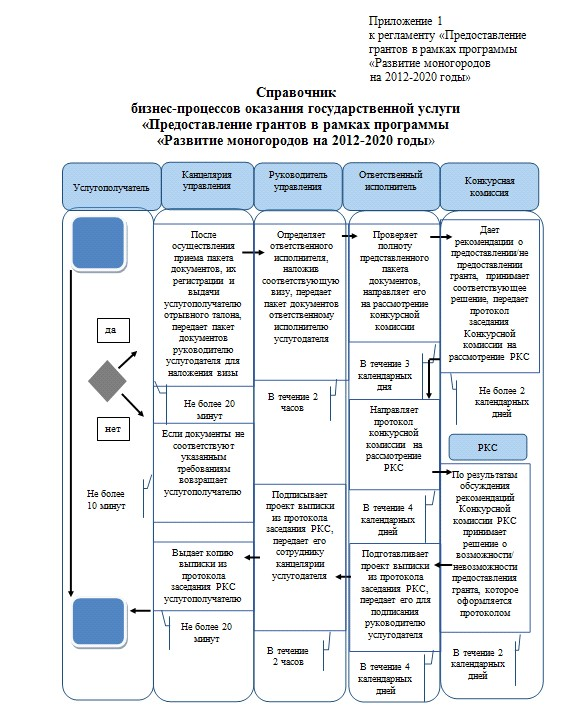 Приложение 1
к регламенту «Предоставление
грантов в рамках программы
«Развитие моногородов
на 2012-2020 годы»
Справочник
бизнес-процессов оказания государственной услуги
«Предоставление грантов в рамках программы
«Развитие моногородов на 2012-2020 годы»
Услугополучатель
Канцелярия
управления
Руководитель
управления
Ответственный
исполнитель
Конкурсная
комиссия
да
нет
Не более
10 минут
После
осуществления
приема пакета
документов, их
регистрации и
выдачи
услугополучателю
отрывного талона,
передает пакет
документов
руководителю
услугодателя для
наложения визы
Не более 20
минут
Если документы не
соответствуют
указанным
требованиям
возвращает
услугополучателю
Выдает копию
выписки из
протокола
заседания РКС
услугополучателю
Не более 20
минут
Определяет
ответственного
исполнителя,
наложив
соответствующую
визу, передает
пакет документов
ответственному
исполнителю
услугодателя
В течение 2
часов
Подписывает
проект выписки
из протокола
заседания РКС,
передает его
сотруднику
канцелярии
услугодателя
В течение
2 часов
Проверяет
полноту
представленного
пакета
документов,
направляет его
на рассмотрение
конкурсной
комиссии
В течение 3
календарных
дня
Направляет
протокол
конкурсной
комиссии на
рассмотрение
РКС
В течение 4
календарных
дней
Подготавливает
проект выписки
из протокола
заседания РКС,
передает его для
подписания
руководителю
услугодателя
В течение 4
календарных
дней
Дает
рекомендации о
предоставлении/не
предоставлении
гранта, принимает
соответствующее
решение, передает
протокол
заседания
Конкурсной
комиссии на
рассмотрение РКС
Не более 2
календарных
дней
РКС
По результатам
обсуждения
рекомендаций
Конкурсной
комиссии РКС
принимает
решение о
возможности/
невозможности
предоставления
гранта, которое
оформляется
протоколом
В течение 2
календарных
дней